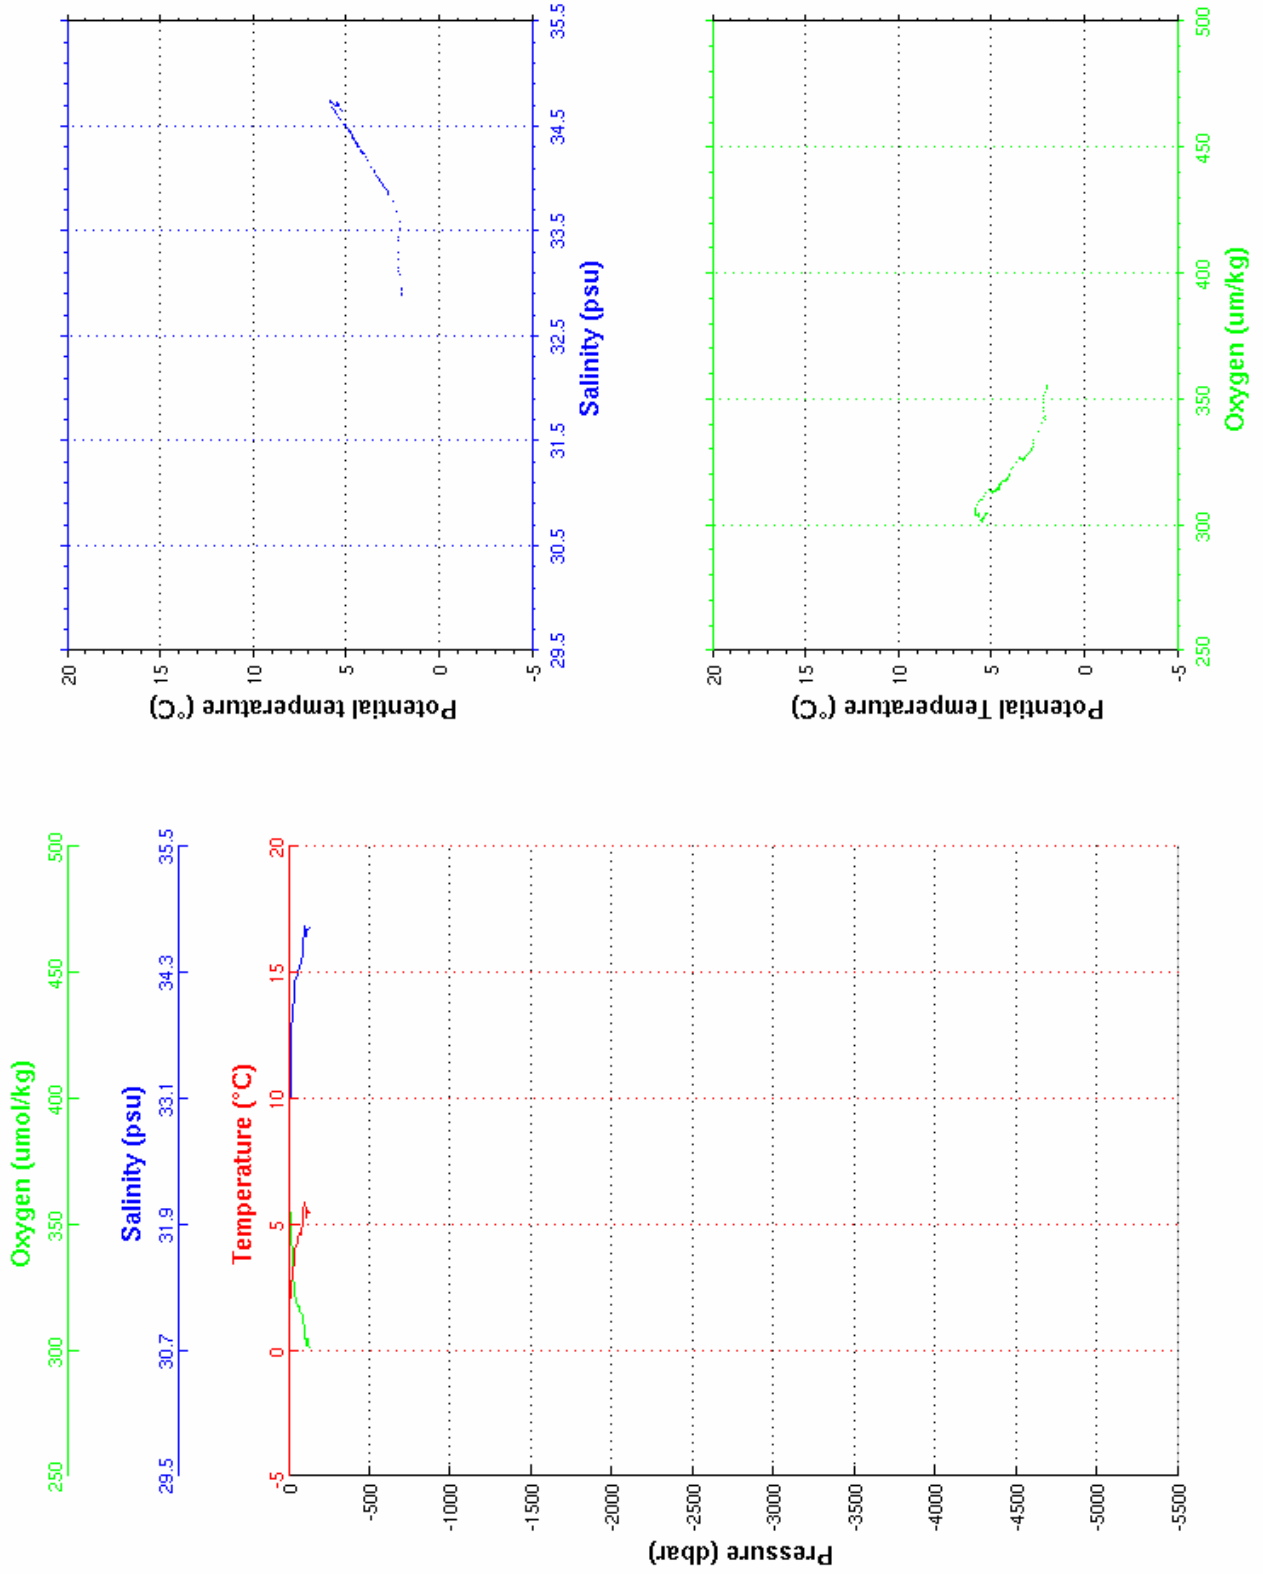 Oxygen (umol/kg)
250 300 350 400 450 500
Salinity (psu)
29.5 30.7 31.9 33.1 34.3 35.5
Temperature (°C)
-5 0 5 10 15 20
0
-500
-1000
-1500
-2000
-2500
-3000
-3500
-4000
-4500
-5000
-5500
Pressure (dbar)
20
15
10
5
0
-5
Potential temperature (°C)
29.5 30.5 31.5 32.5 33.5 34.5 35.5
Salinity (psu)
20
15
10
5
0
-5
Potential Temperature (°C)
250 300 350 400 450 500
Oxygen (um/kg)